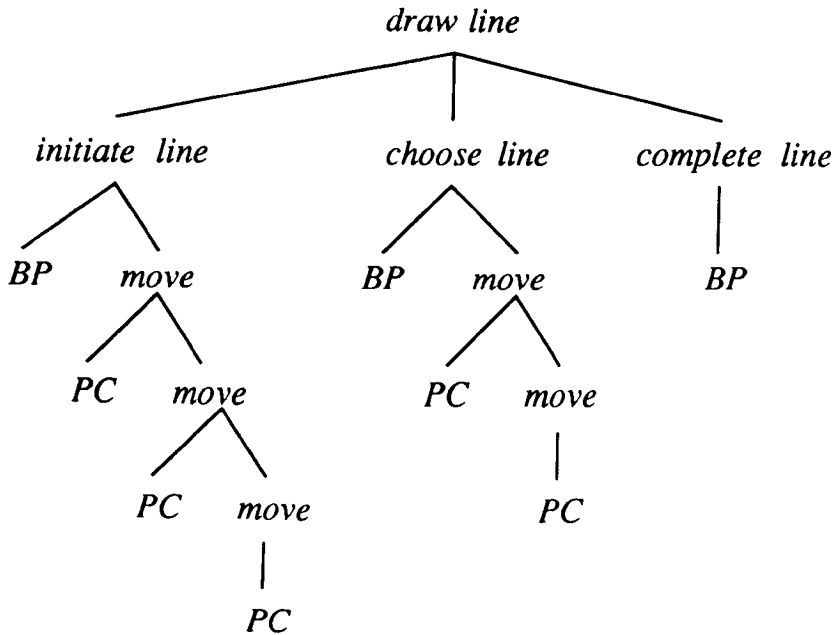 draw line
initiate line choose line complete line
BP move BP move BP
PC move PC move
PC move PC
PC